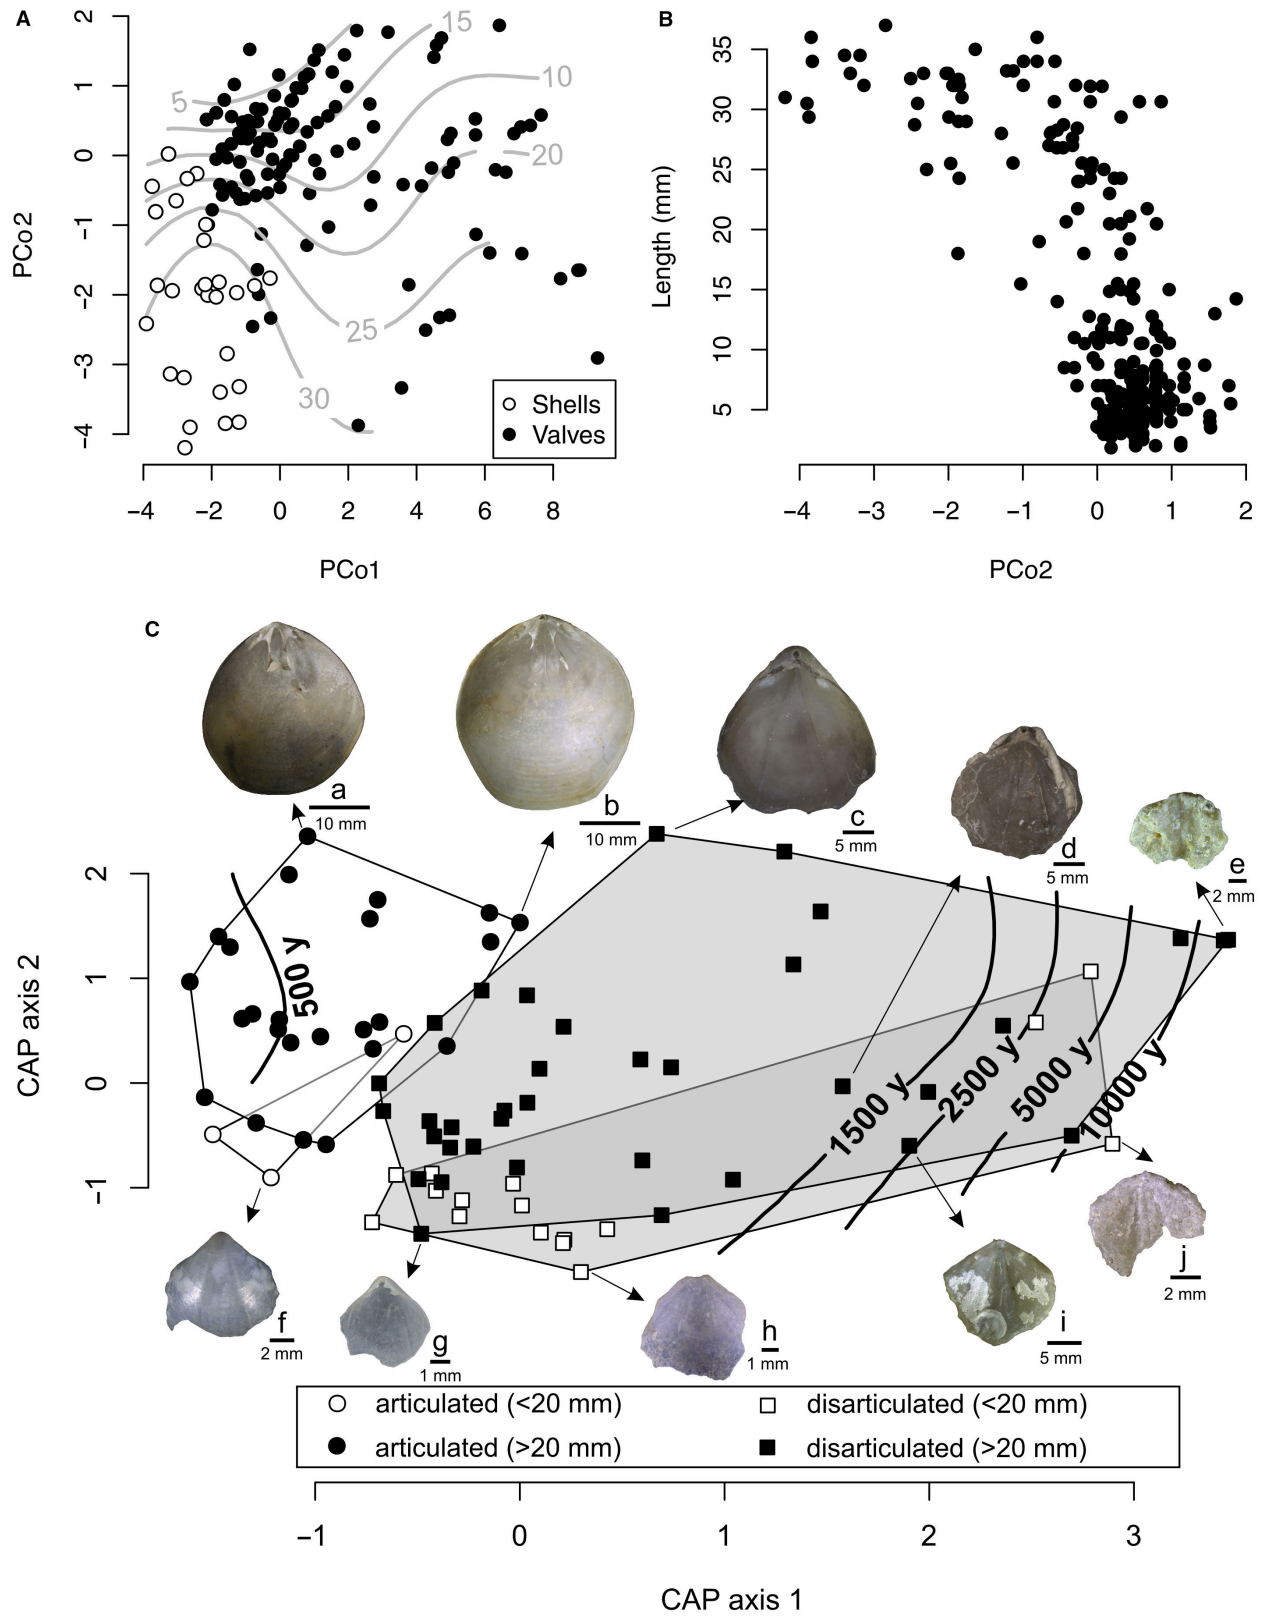 A
2
1
0
−1
−2
−3
−4
PCo2
5
15
10
20
25
30
Shells
Valves
−4 −2 0 2 4 6 8
PCo1
B
35
30
25
20
15
10
5
Length (mm)
−4 −3 −2 −1 0 1 2
PCo2
C
a
10 mm
b
10 mm
c
5 mm
d
5 mm
e
2 mm
2
1
0
−1
CAP axis 2
500 y
1500 y
2500 y
5000 y
10000 y
f
2 mm
g
1 mm
h
1 mm
i
5 mm
j
2 mm
articulated (<20 mm) disarticulated (<20 mm)
articulated (>20 mm) disarticulated (>20 mm)
−1 0 1 2 3
CAP axis 1